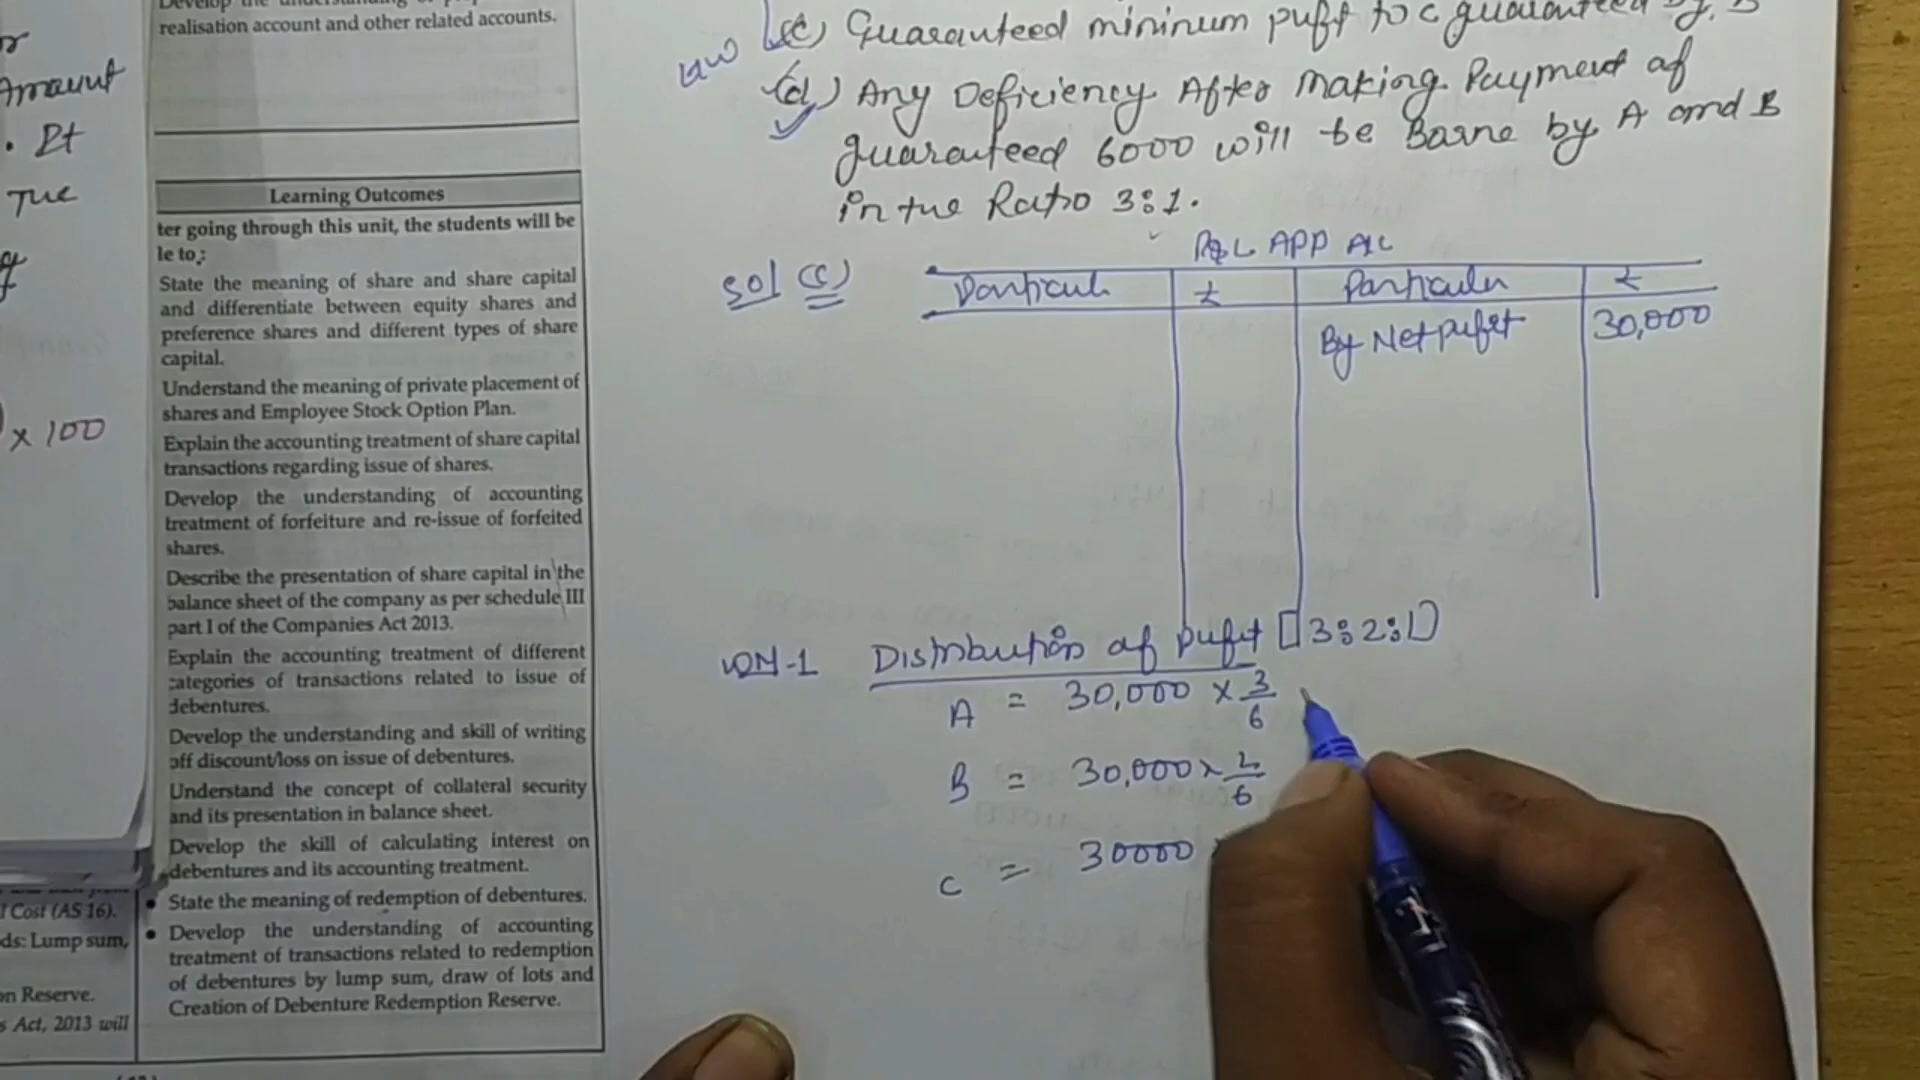 realisation account and other related accounts.
Amount
. It
The
x 100
Learning Outcomes
ter going through this unit, the students will be
le to :
State the meaning of share and share capital
and differentiate between equity shares and
preference shares and different types of share
capital.
Understand the meaning of private placement of
shares and Employee Stock Option Plan.
Explain the accounting treatment of share capital
transactions regarding issue of shares.
Develop the understanding of accounting
treatment of forfeiture and re-issue of forfeited
shares.
Describe the presentation of share capital in the
balance sheet of the company as per schedule III
part I of the Companies Act 2013.
Explain the accounting treatment of different
categories of transactions related to issue of
debentures.
Develop the understanding and skill of writing
off discount/loss on issue of debentures.
Understand the concept of collateral security
and its presentation in balance sheet.
Develop the skill of calculating interest on
debentures and its accounting treatment.
• State the meaning of redemption of debentures.
• Develop the understanding of accounting
treatment of transactions related to redemption
of debentures by lump sum, draw of lots and
Creation of Debenture Redemption Reserve.
l Cost (AS 16).
ds: Lump sum,
on Reserve.
s Act, 2013 will
HW (c) Guaranteed mininum puft to c guaranteed by B
(d) Any Deficiency After Making Payment of
guaranteed 6000 will be Borne by A and B
in the Ratio 3:1.
P&L APP A/C
Sol (c)
Particul ₹ Particular ₹
By Net puft 30,000
WN-1 Distribution of puft [3:2:1]
A = 30,000 x 3/6
B = 30,000 x 2/6
C = 30000